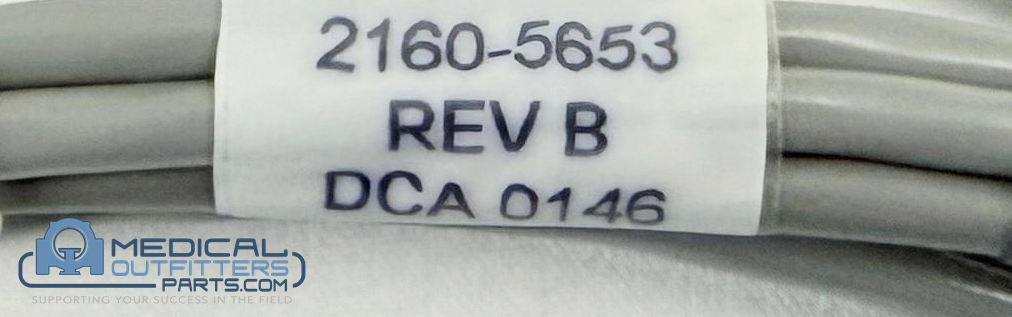 2160-5653
REV B
DCA 0146
MEDICAL
OUTFITTERS
PARTS.COM
SUPPORTING YOUR SUCCESS IN THE FIELD